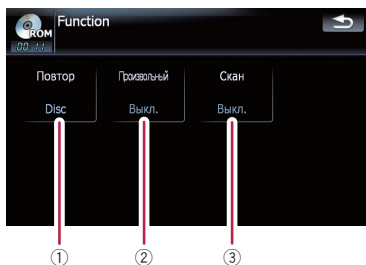 Function
ROM
00:11
Повтор Произвольный Скан
Disc Выкл. Выкл.
1 2 3